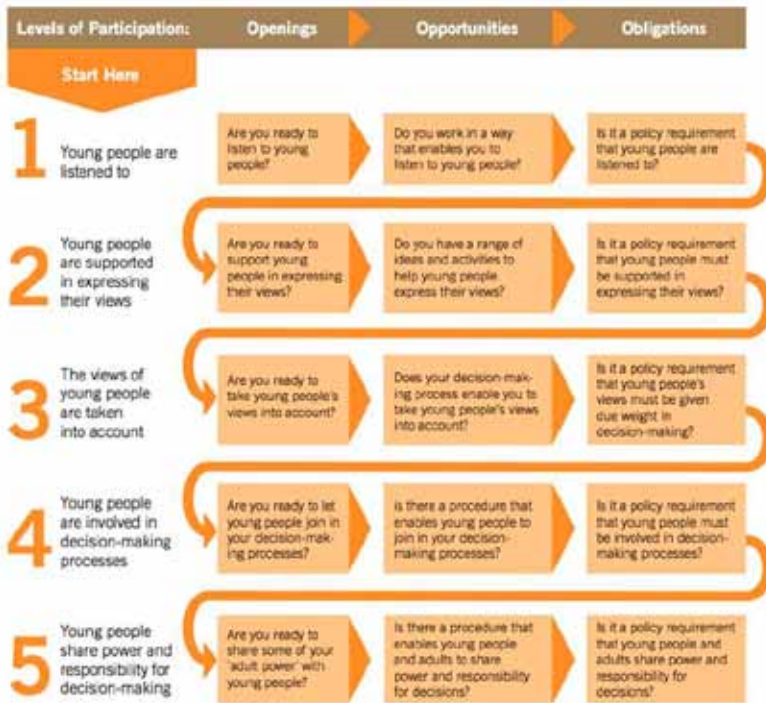 Levels of Participation:
Openings
Opportunities
Obligations
Start Here
1
Young people are
listened to
Are you ready to
listen to young
people?
Do you work in a way
that enables you to
listen to young people?
Is it a policy requirement
that young people are
listened to?
2
Young people
are supported
in expressing
their views
Are you ready to
support young
people in expressing
their views?
Do you have a range of
ideas and activities to
help young people
express their views?
Is it a policy requirement
that young people must
be supported in
expressing their views?
3
The views of
young people
are taken
into account
Are you ready to
take young people's
views into account?
Does your decision-mak-
ing process enable you to
take young people's views
into account?
Is it a policy requirement
that young people's
views must be given
due weight in
decision-making?
4
Young people
are involved in
decision-making
processes
Are you ready to let
young people join in
your decision-mak-
ing processes?
Is there a procedure that
enables young people to
join in your decision-
making processes?
Is it a policy requirement
that young people must
be involved in decision-
making processes?
5
Young people
share power and
responsibility for
decision-making
Are you ready to
share some of your
'adult power' with
young people?
Is there a procedure that
enables young people
and adults to share
power and responsibility
for decisions?
Is it a policy requirement
that young people and
adults share power and
responsibility for
decisions?